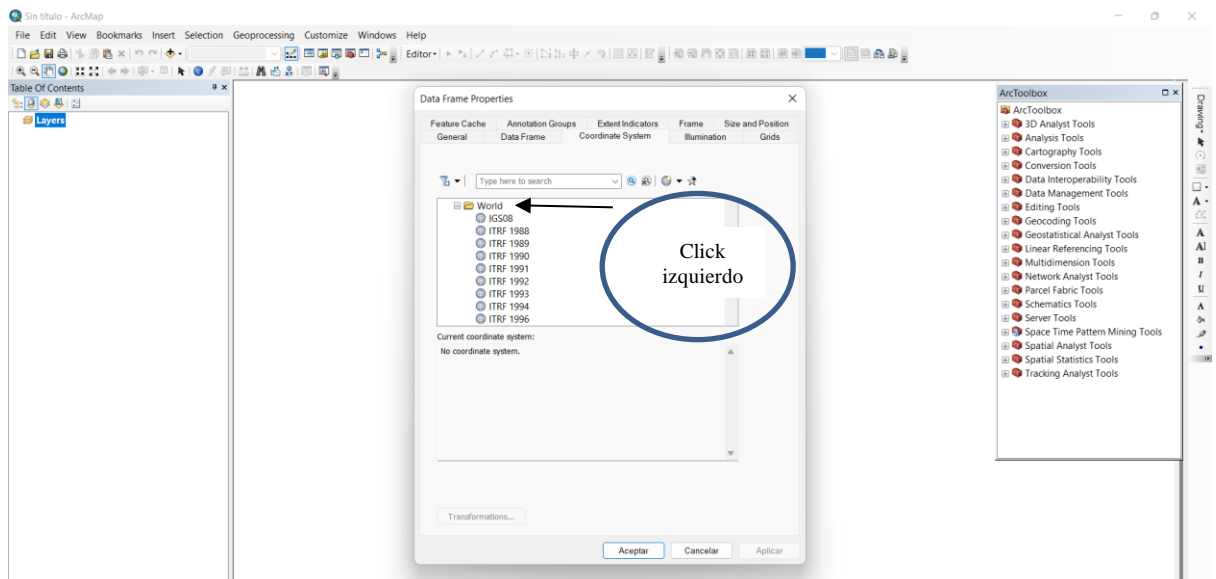 Sin título - ArcMap
File Edit View Bookmarks Insert Selection Geoprocessing Customize Windows Help
Editor
Table Of Contents
Layers
Data Frame Properties
Feature Cache Annotation Groups Extent Indicators Frame Size and Position
General Data Frame Coordinate System Illumination Grids
Type here to search
World
IGS08
ITRF 1988
ITRF 1989
ITRF 1990
ITRF 1991
ITRF 1992
ITRF 1993
ITRF 1994
ITRF 1996
Click
izquierdo
Current coordinate system:
No coordinate system.
Transformations...
Aceptar Cancelar Aplicar
ArcToolbox
ArcToolbox
3D Analyst Tools
Analysis Tools
Cartography Tools
Conversion Tools
Data Interoperability Tools
Data Management Tools
Editing Tools
Geocoding Tools
Geostatistical Analyst Tools
Linear Referencing Tools
Multidimension Tools
Network Analyst Tools
Parcel Fabric Tools
Schematics Tools
Server Tools
Space Time Pattern Mining Tools
Spatial Analyst Tools
Spatial Statistics Tools
Tracking Analyst Tools
Drawing
A
A
AI
B
I
U
A